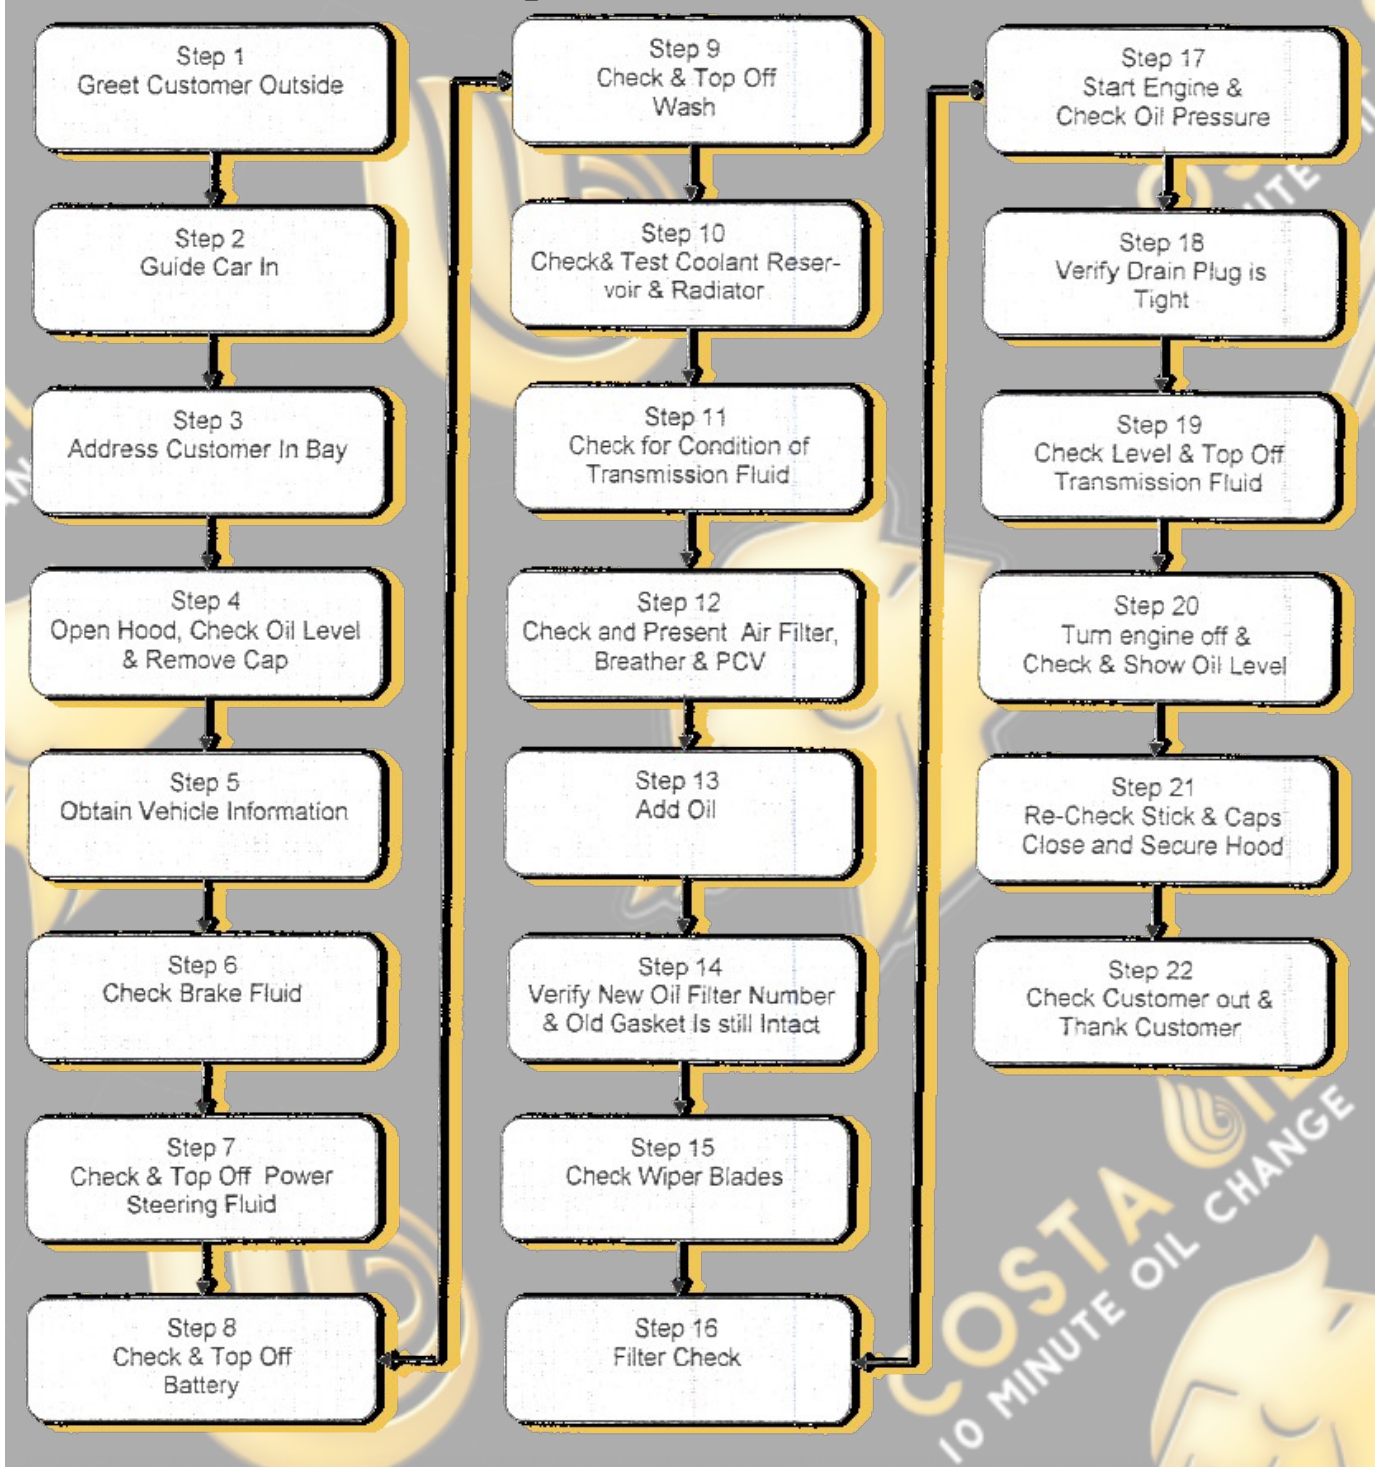 Step 1
Greet Customer Outside
Step 2
Guide Car In
Step 3
Address Customer In Bay
Step 4
Open Hood, Check Oil Level
& Remove Cap
Step 5
Obtain Vehicle Information
Step 6
Check Brake Fluid
Step 7
Check & Top Off Power
Steering Fluid
Step 8
Check & Top Off
Battery
Step 9
Check & Top Off
Wash
Step 10
Check& Test Coolant Reser-
voir & Radiator
Step 11
Check for Condition of
Transmission Fluid
Step 12
Check and Present Air Filter,
Breather & PCV
Step 13
Add Oil
Step 14
Verify New Oil Filter Number
& Old Gasket Is still Intact
Step 15
Check Wiper Blades
Step 16
Filter Check
Step 17
Start Engine &
Check Oil Pressure
Step 18
Verify Drain Plug is
Tight
Step 19
Check Level & Top Off
Transmission Fluid
Step 20
Turn engine off &
Check & Show Oil Level
Step 21
Re-Check Stick & Caps
Close and Secure Hood
Step 22
Check Customer out &
Thank Customer
COSTA OIL
10 MINUTE OIL CHANGE